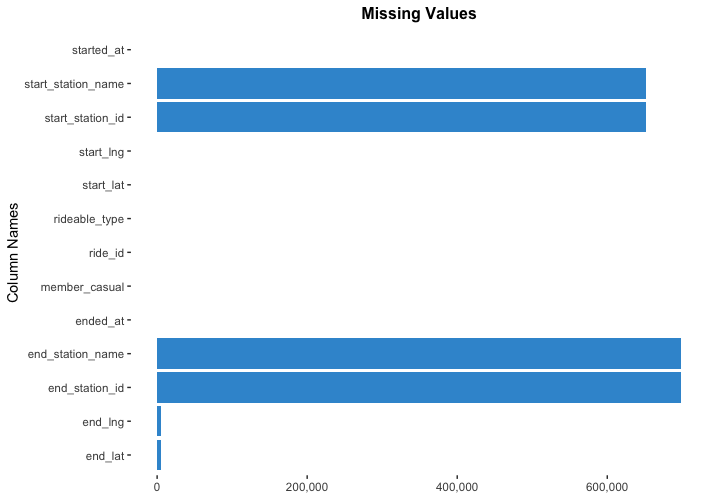 Missing Values
Column Names
started_at
start_station_name
start_station_id
start_lng
start_lat
rideable_type
ride_id
member_casual
ended_at
end_station_name
end_station_id
end_lng
end_lat
0 200,000 400,000 600,000